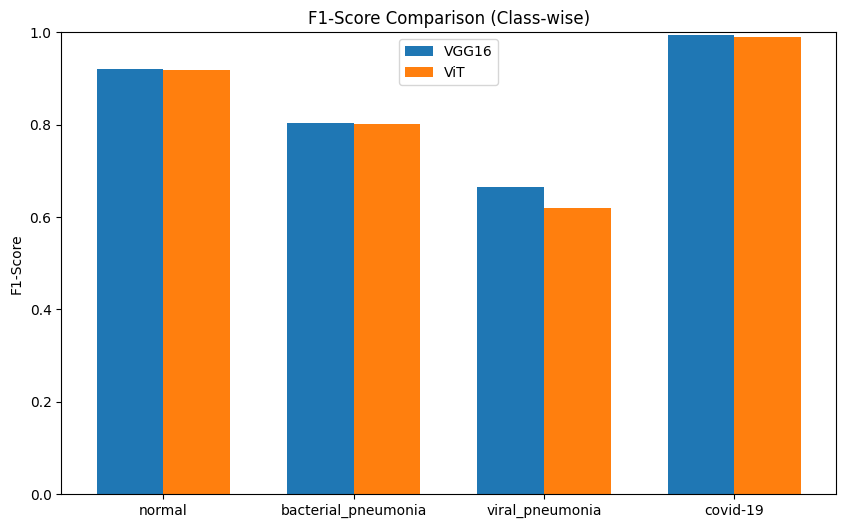 F1-Score Comparison (Class-wise)
VGG16
ViT
F1-Score
1.0
0.8
0.6
0.4
0.2
0.0
normal
bacterial_pneumonia
viral_pneumonia
covid-19